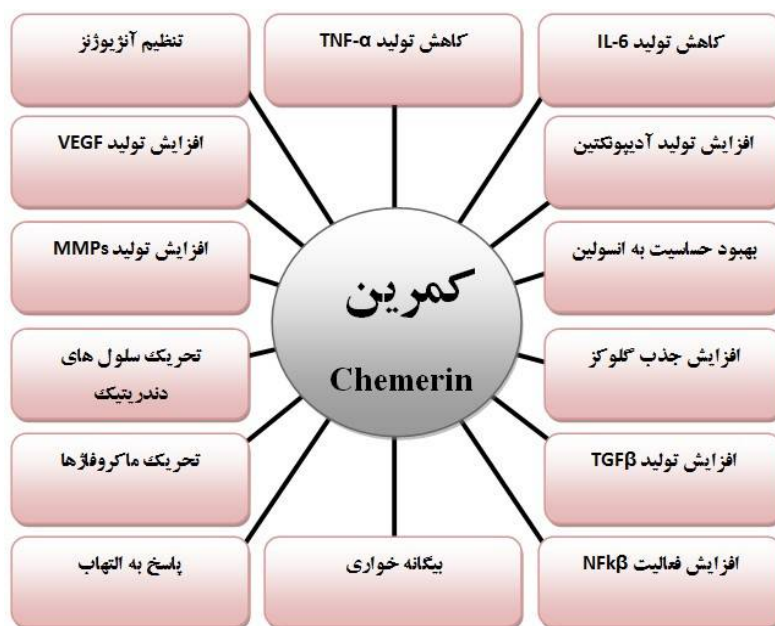 تنظیم آنژیوژنز
کاهش تولید TNF-α
کاهش تولید IL-6
افزایش تولید VEGF
افزایش تولید آدیپونکتین
افزایش تولید MMPs
بهبود حساسیت به انسولین
کمرین
Chemerin
تحریک سلول های
دندریتیک
افزایش جذب گلوکز
تحریک ماکروفاژها
افزایش تولید TGFβ
پاسخ به التهاب
بیگانه خواری
افزایش فعالیت NFkβ